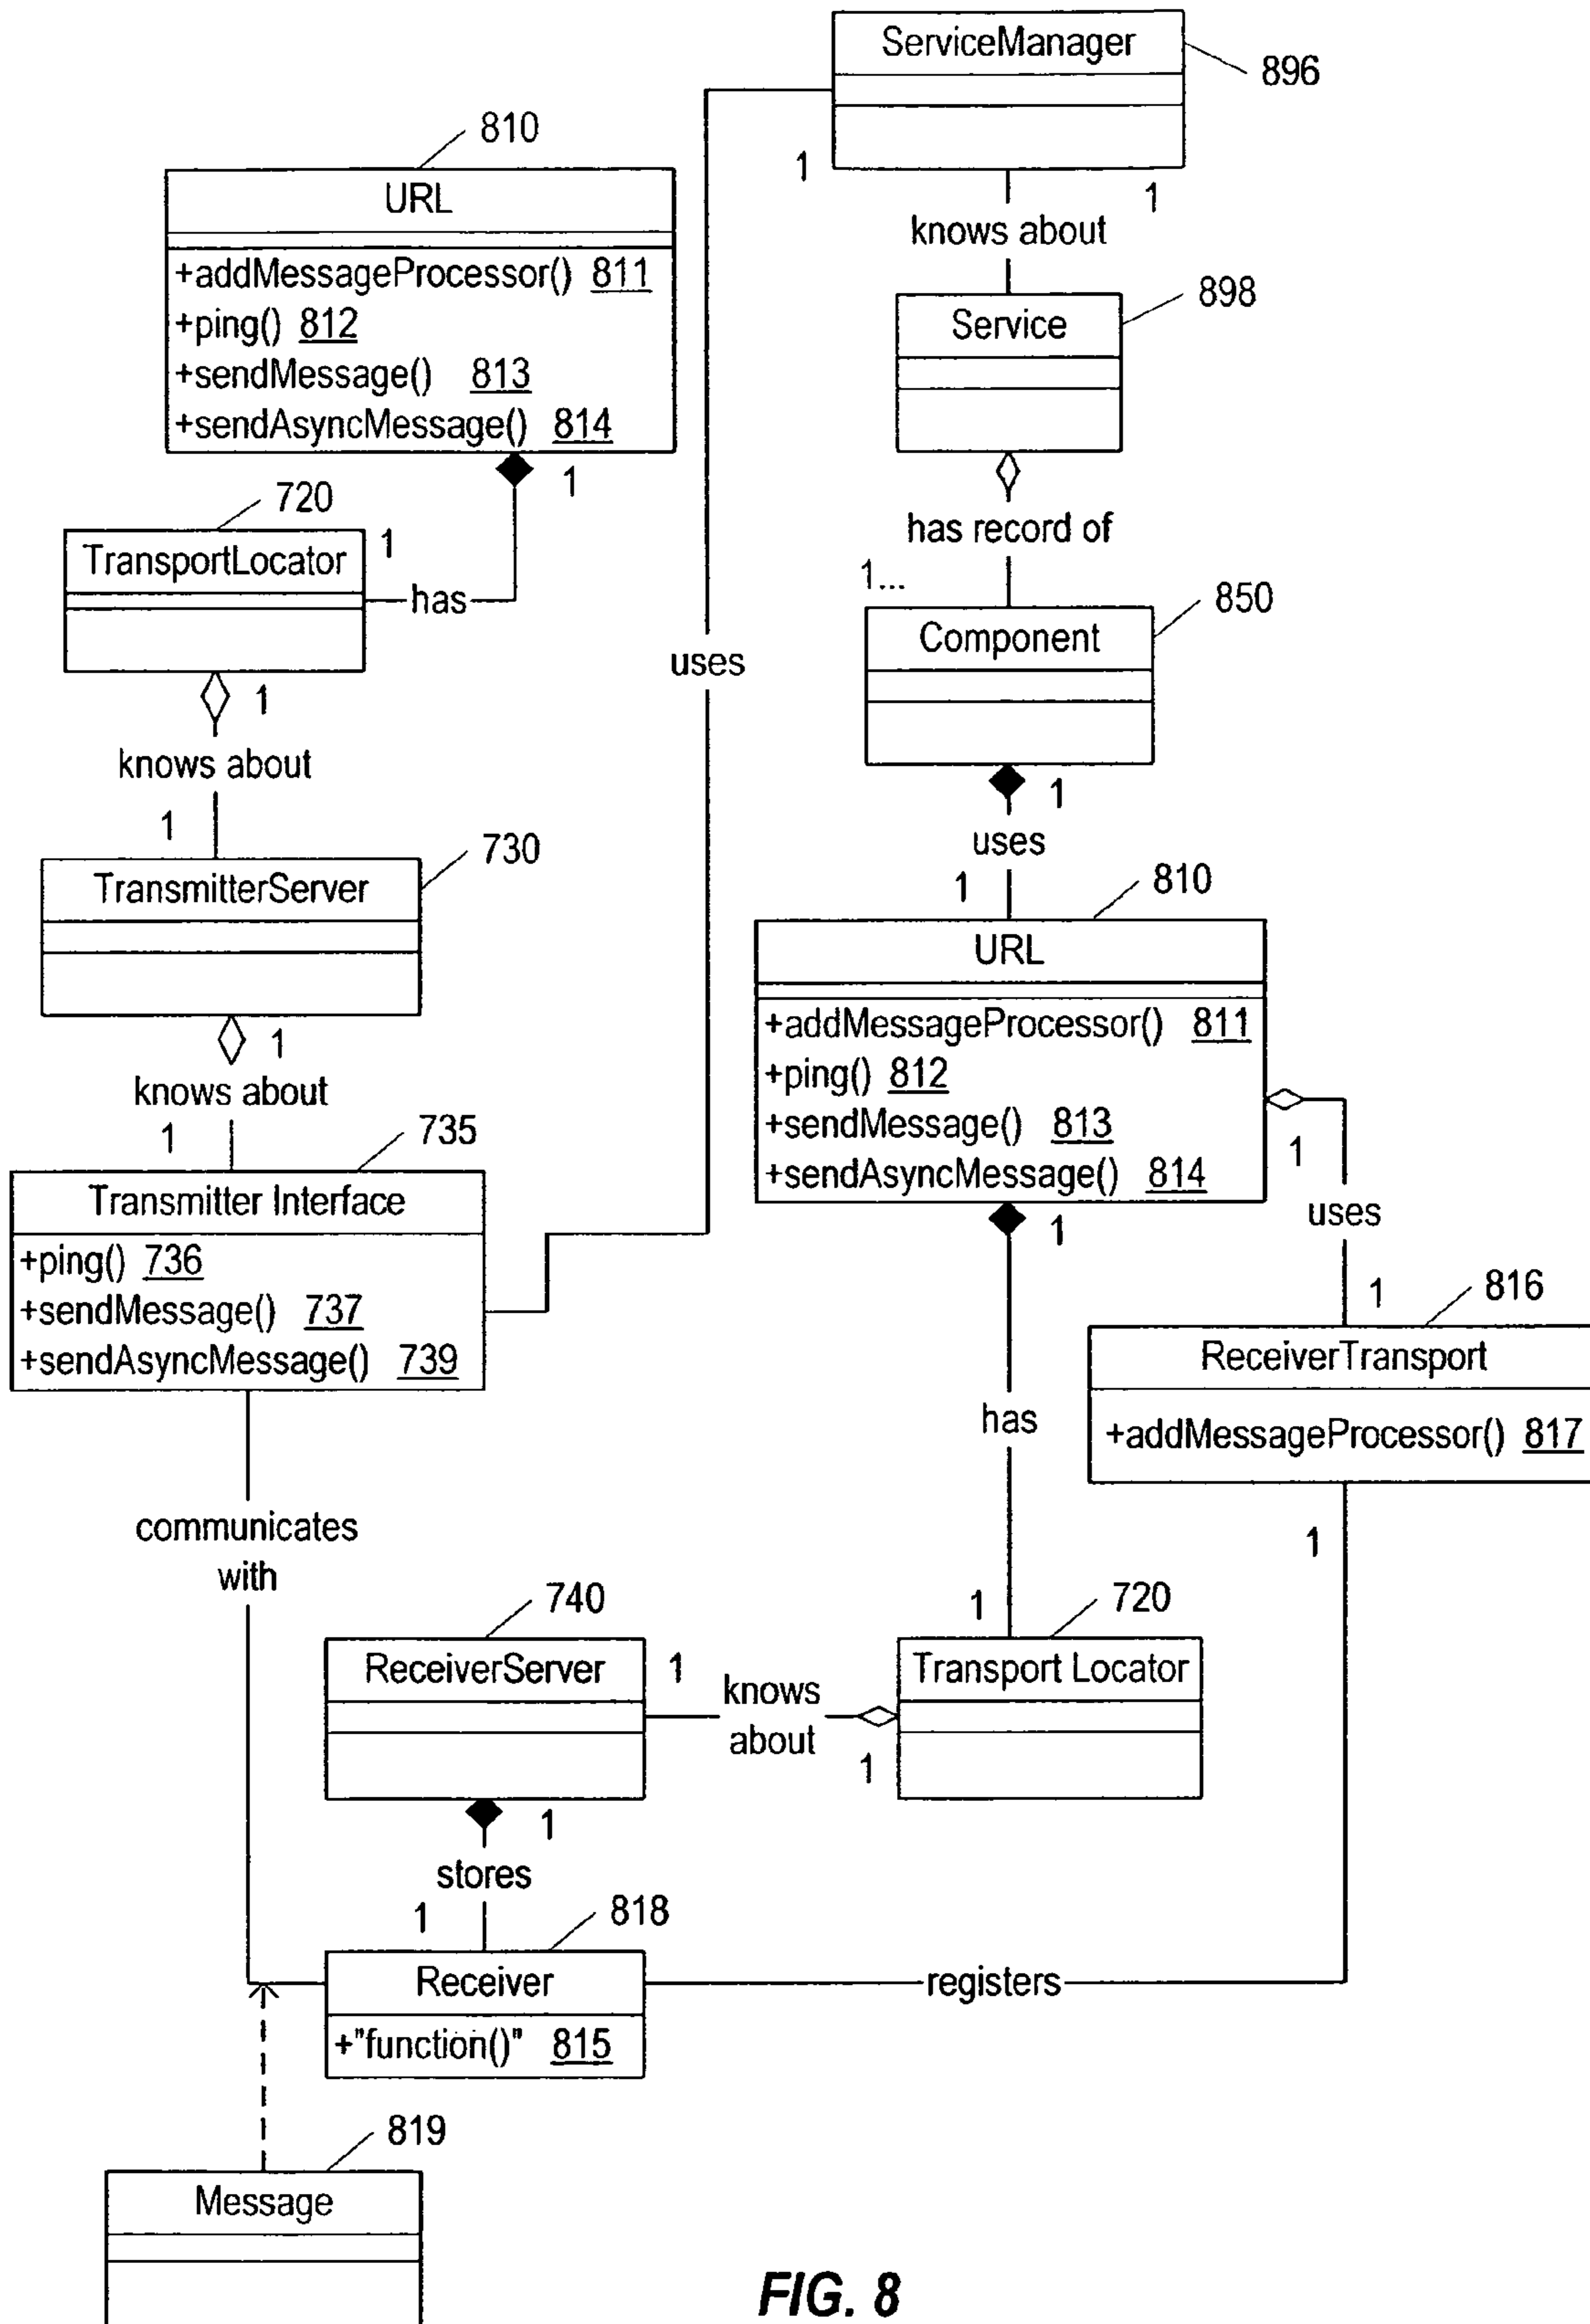 ServiceManager
896
1
1
knows about
810
URL
+addMessageProcessor() 811
+ping() 812
+sendMessage() 813
+sendAsyncMessage() 814
1
898
Service
has record of
1...
720
TransportLocator
1
has
1
uses
850
Component
1
uses
1
knows about
1
730
TransmitterServer
1
knows about
1
810
URL
+addMessageProcessor() 811
+ping() 812
+sendMessage() 813
+sendAsyncMessage() 814
1
uses
1
1
735
Transmitter Interface
+ping() 736
+sendMessage() 737
+sendAsyncMessage() 739
816
ReceiverTransport
+addMessageProcessor() 817
1
has
1
communicates
with
740
ReceiverServer
1
knows
about
1
720
Transport Locator
1
stores
1
818
Receiver
+"function()" 815
registers
819
Message
FIG. 8